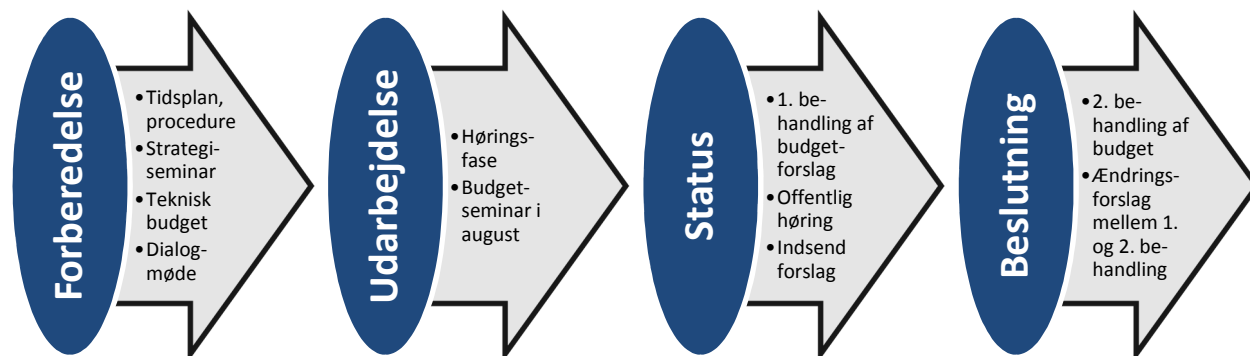 Forberedelse
•Tidsplan,
procedure
•Strategi-
seminar
•Teknisk
budget
•Dialog-
møde
Udarbejdelse
•Hørings-
fase
•Budget-
seminar i
august
Status
•1. be-
handling af
budget-
forslag
•Offentlig
høring
•Indsend
forslag
Beslutning
•2. be-
handling af
budget
•Ændrings-
forslag
mellem 1.
og 2. be-
handling